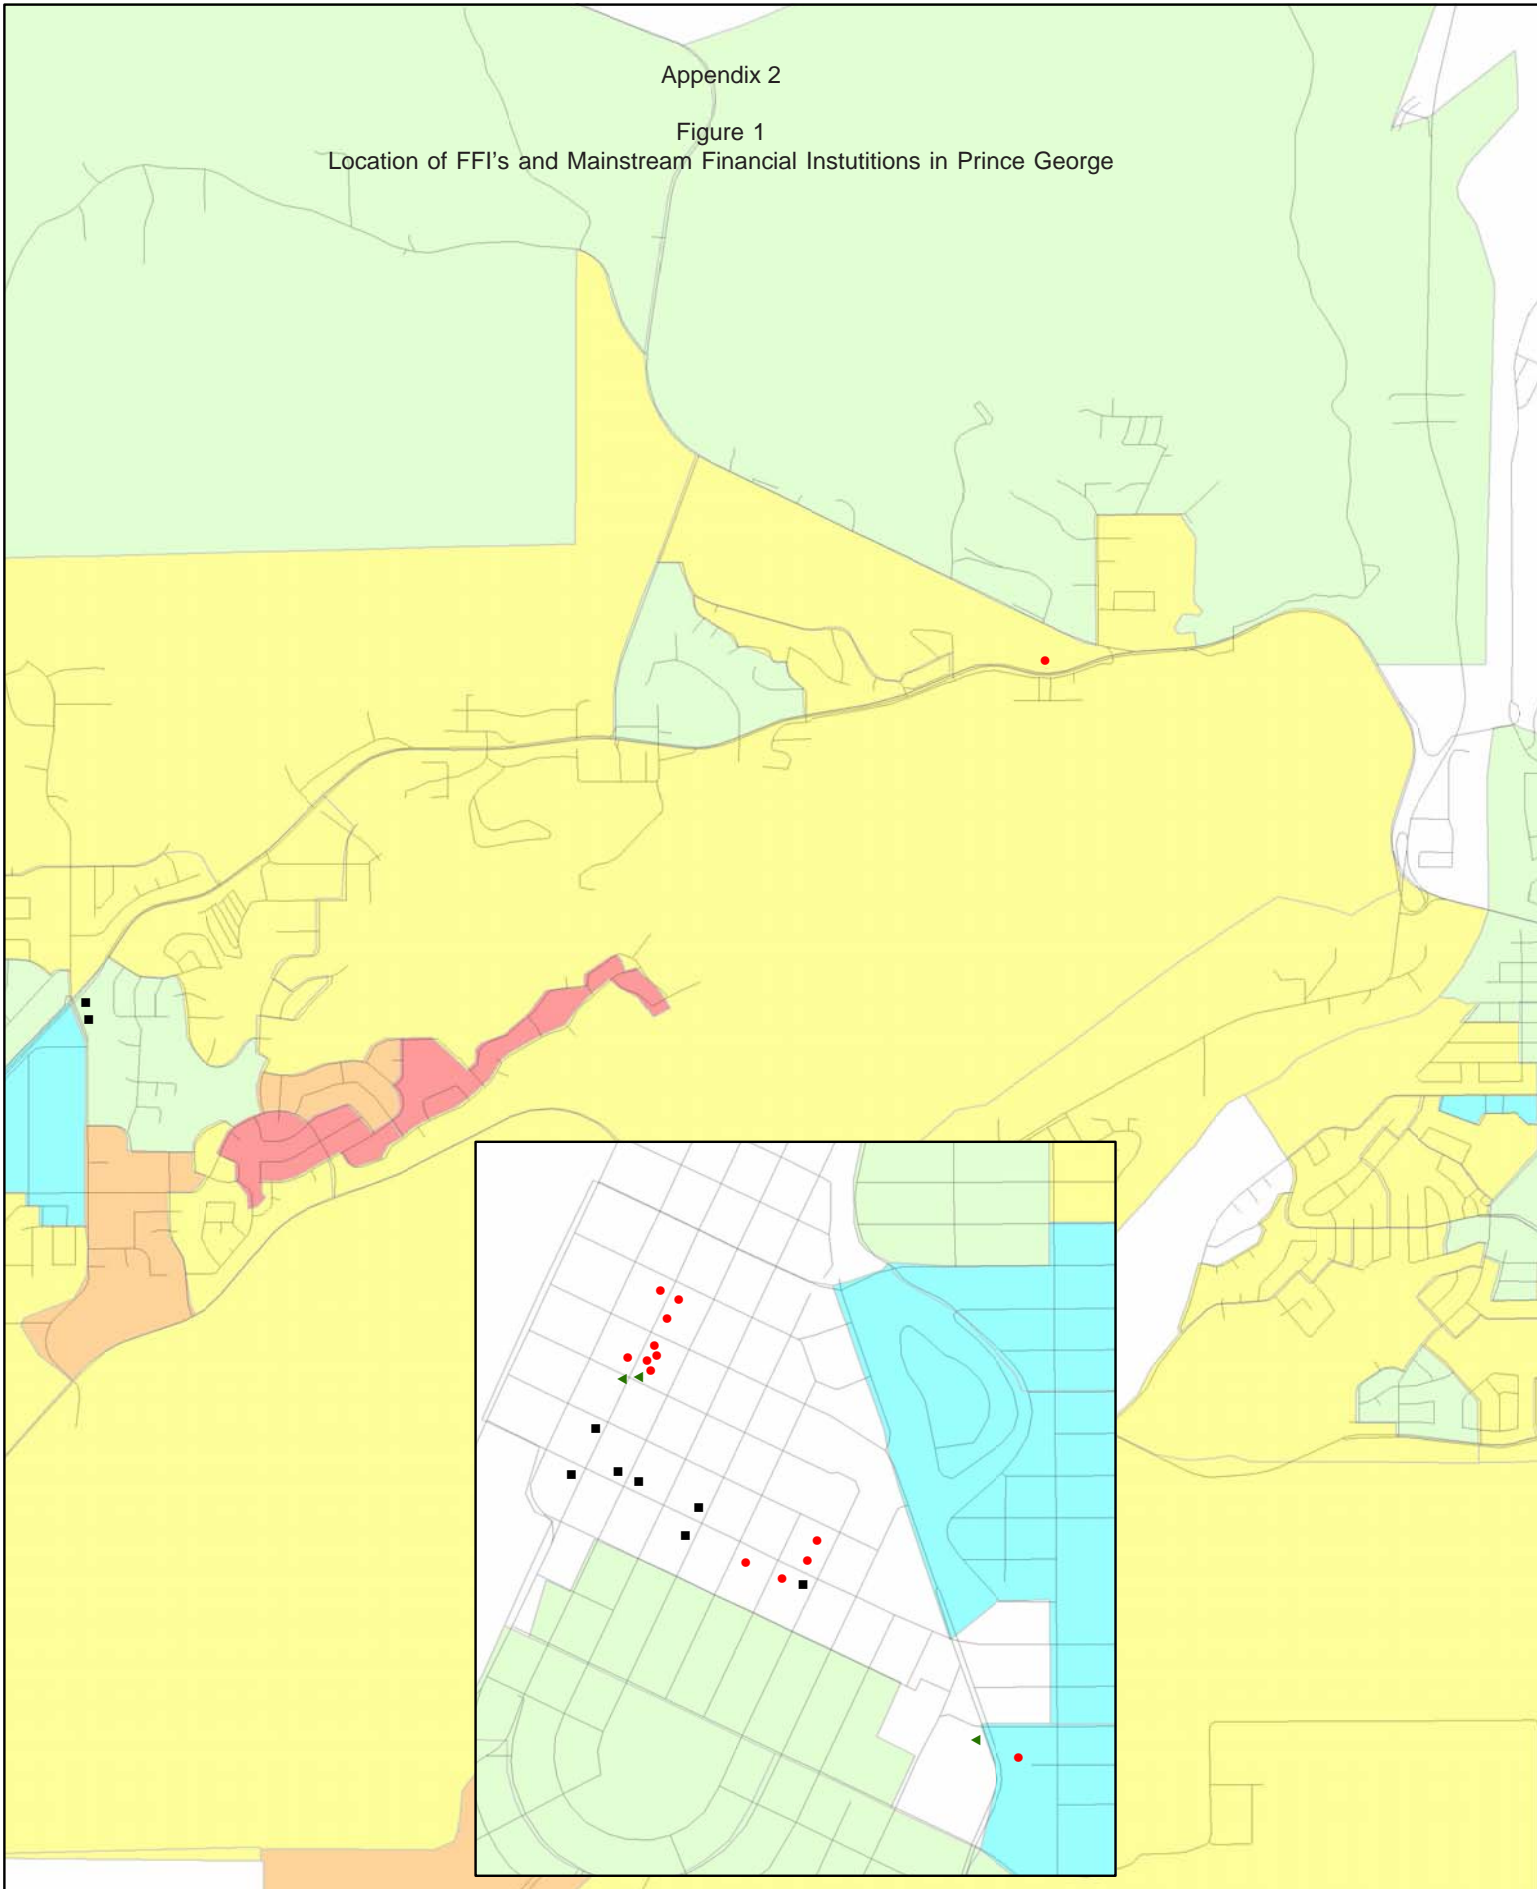 Appendix 2
Figure 1
Location of FFI's and Mainstream Financial Instutitions in Prince George